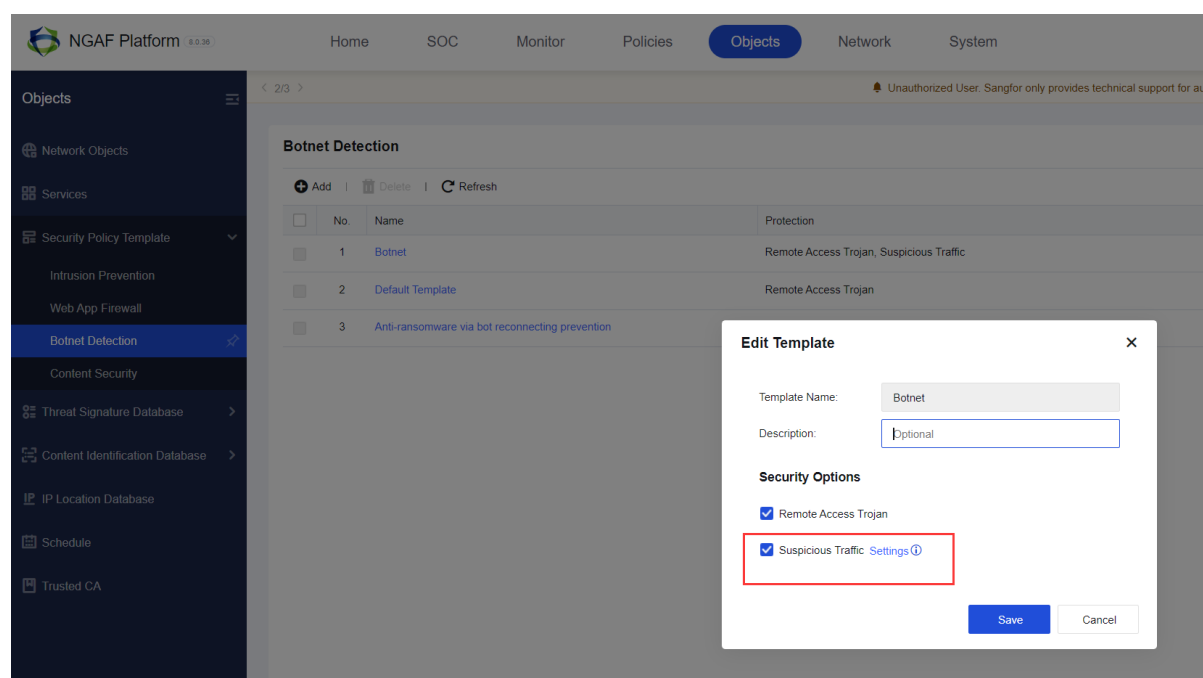 NGAF Platform 8.0.36 Home SOC Monitor Policies Objects Network System
Objects
2/3
Unauthorized User. Sangfor only provides technical support for au
Network Objects
Services
Security Policy Template
Intrusion Prevention
Web App Firewall
Botnet Detection
Content Security
Threat Signature Database
Content Identification Database
IP IP Location Database
Schedule
Trusted CA
Botnet Detection
Add Delete Refresh
No. Name Protection
1 Botnet Remote Access Trojan, Suspicious Traffic
2 Default Template Remote Access Trojan
3 Anti-ransomware via bot reconnecting prevention
Edit Template
Template Name: Botnet
Description: Optional
Security Options
Remote Access Trojan
Suspicious Traffic Settings
Save Cancel